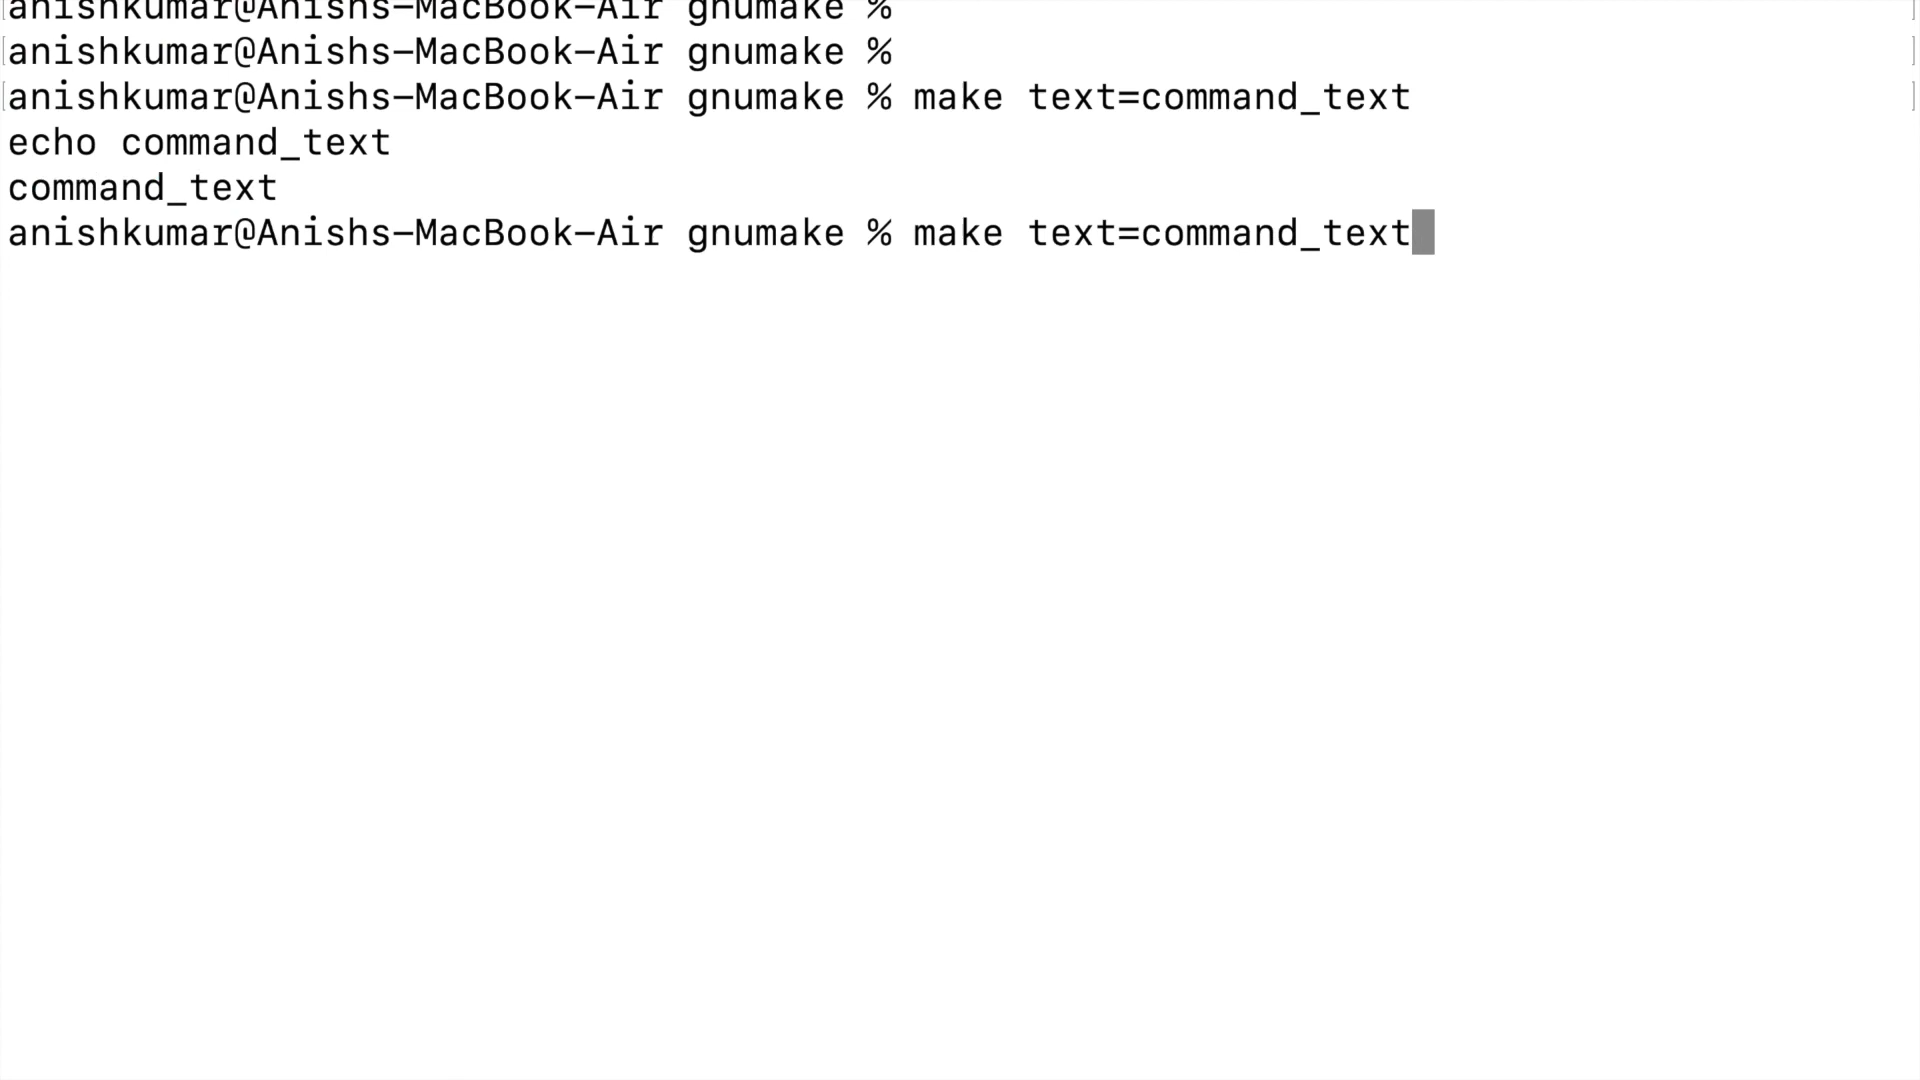 anishkumar@Anishs-MacBook-Air gnumake %
anishkumar@Anishs-MacBook-Air gnumake %
anishkumar@Anishs-MacBook-Air gnumake % make text=command_text
echo command_text
command_text
anishkumar@Anishs-MacBook-Air gnumake % make text=command_text